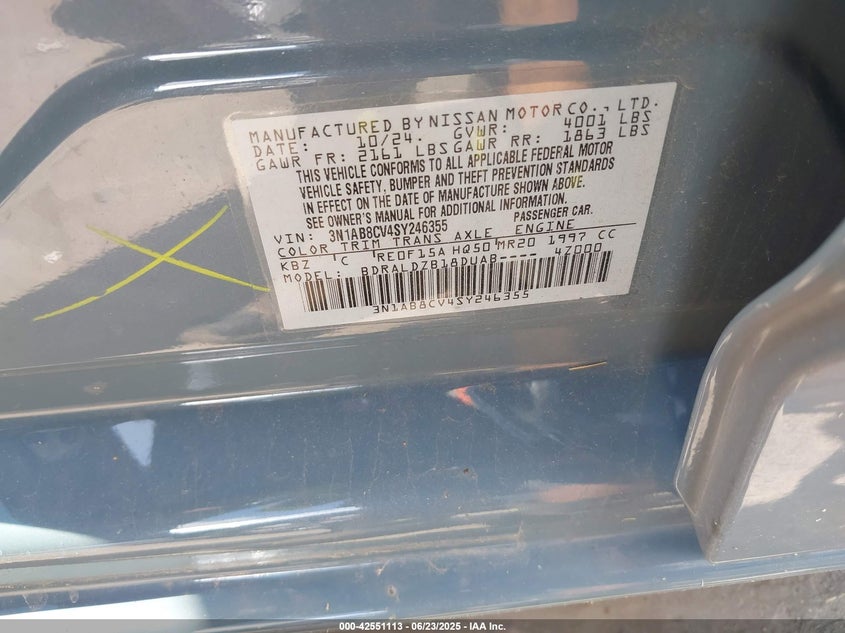 MANUFACTURED BY NISSAN MOTOR CO., LTD.
DATE: 10/24. GVWR: 4001 LBS
GAWR FR: 2161 LBS GAWR RR: 1863 LBS
THIS VEHICLE CONFORMS TO ALL APPLICABLE FEDERAL MOTOR
VEHICLE SAFETY, BUMPER AND THEFT PREVENTION STANDARDS
IN EFFECT ON THE DATE OF MANUFACTURE SHOWN ABOVE.
SEE OWNER'S MANUAL FOR ADDITIONAL INFORMATION.
VIN: 3N1AB8CV4SY246355 PASSENGER CAR.
COLOR TRIM TRANS AXLE ENGINE
KBZ C RE0F15A HQ50 MR20 1997 CC
MODEL: BDRALDZB18DUAB---- 4Z000
3N1AB8CV4SY246355
000-42551113 - 06/23/2025 - IAA Inc.